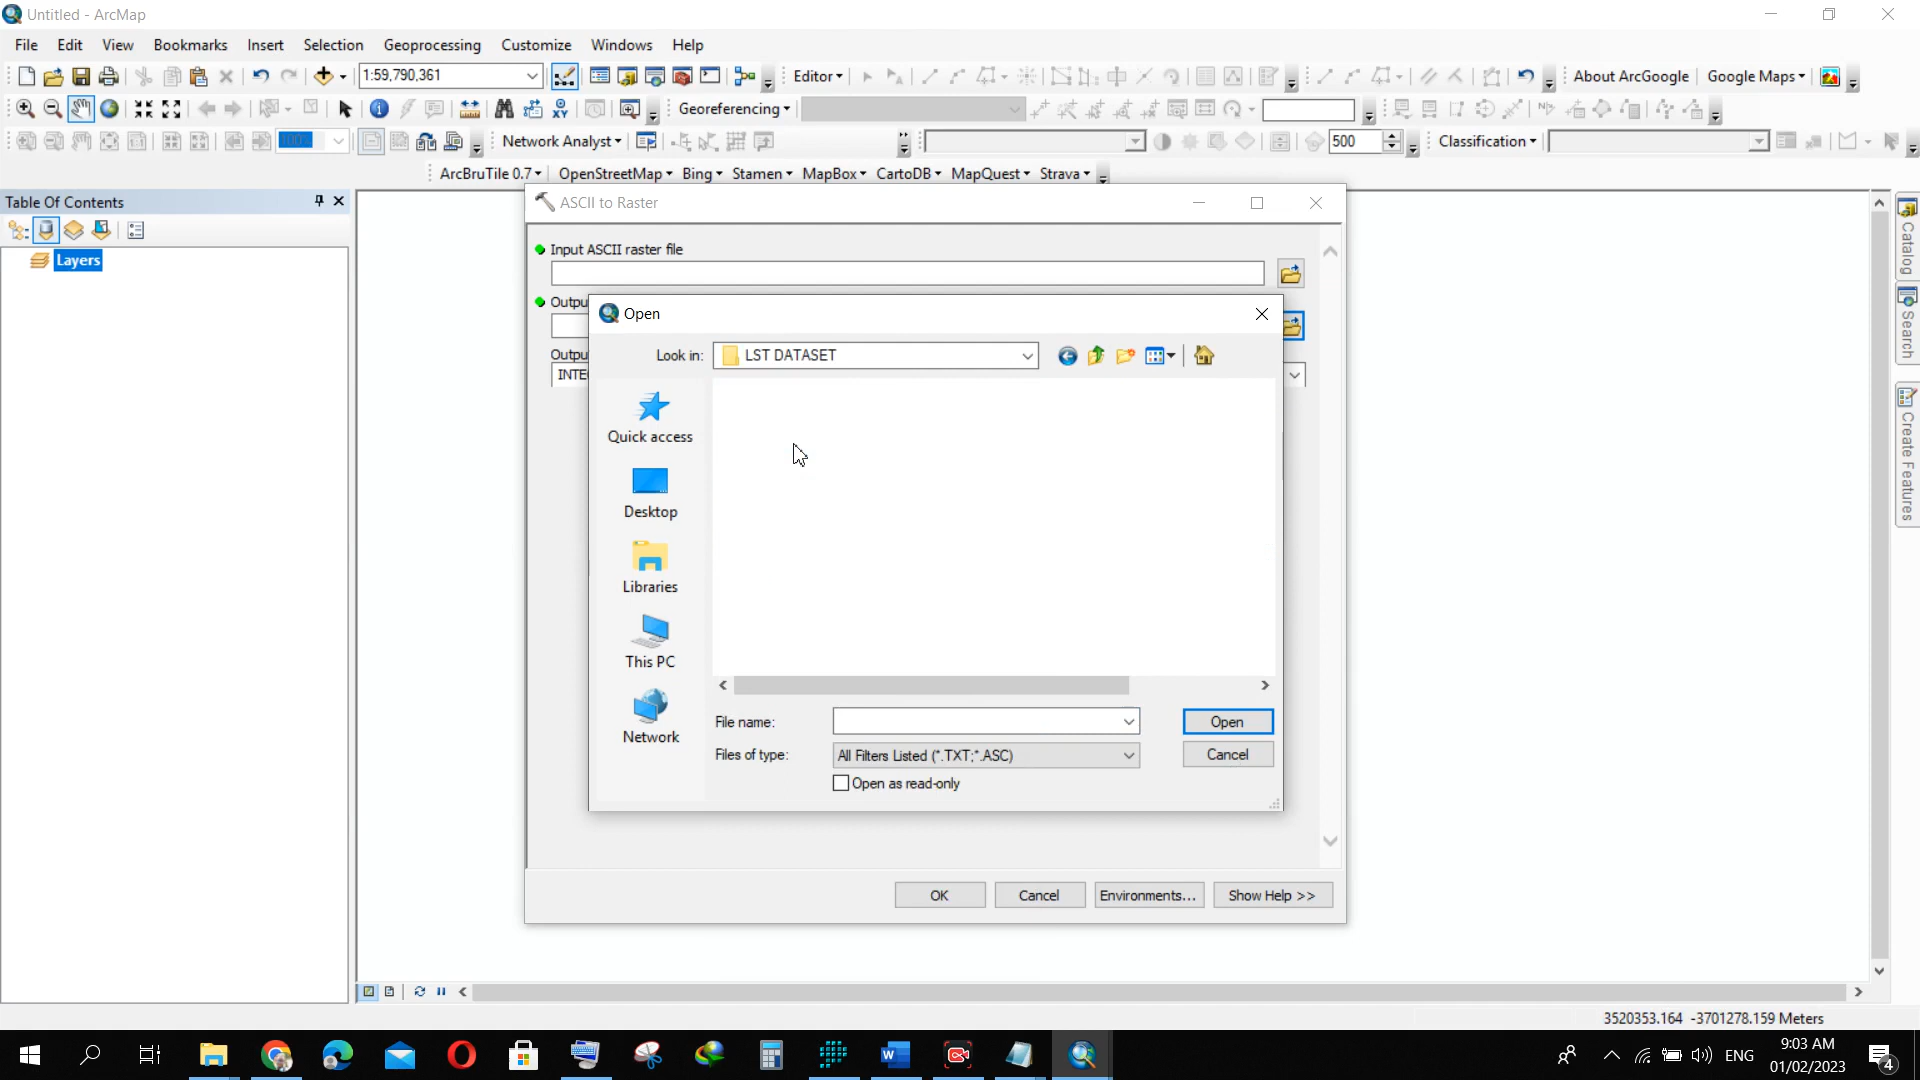 Untitled - ArcMap
File Edit View Bookmarks Insert Selection Geoprocessing Customize Windows Help
1:59,790,361 Editor About ArcGoogle Google Maps
Georeferencing
100% Network Analyst 500 Classification
ArcBruTile 0.7 OpenStreetMap Bing Stamen MapBox CartoDB MapQuest Strava
Table Of Contents
Layers
ASCII to Raster
Input ASCII raster file
Outpu
Outpu
INTE
Open
Look in: LST DATASET
Quick access
Desktop
Libraries
This PC
Network
File name: Open
Files of type: All Filters Listed (*.TXT;*.ASC) Cancel
Open as read-only
OK Cancel Environments... Show Help >>
Catalog
Search
Create Features
3520353.164 -3701278.159 Meters
W
ENG
9:03 AM
01/02/2023
4